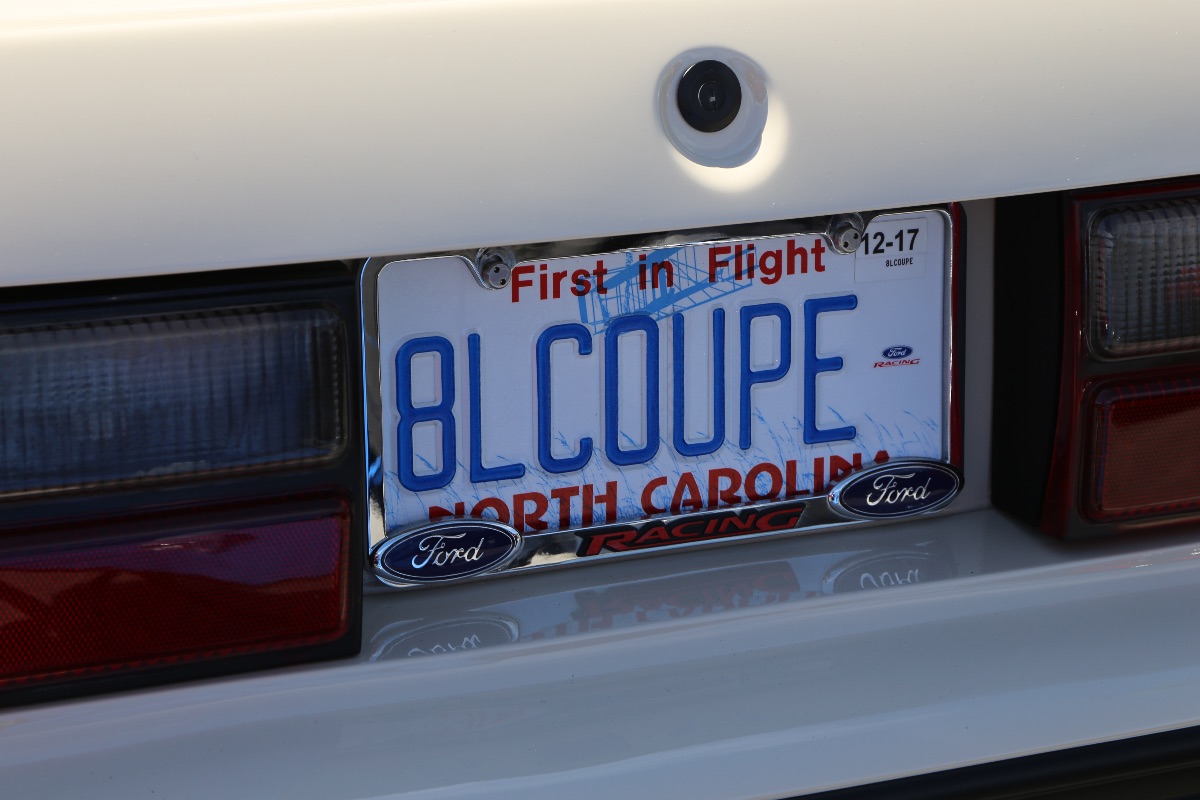 First in Flight
12-17
8LCOUPE
8LCOUPE
Ford
RACING
NORTH CAROLINA
Ford
RACING
Ford